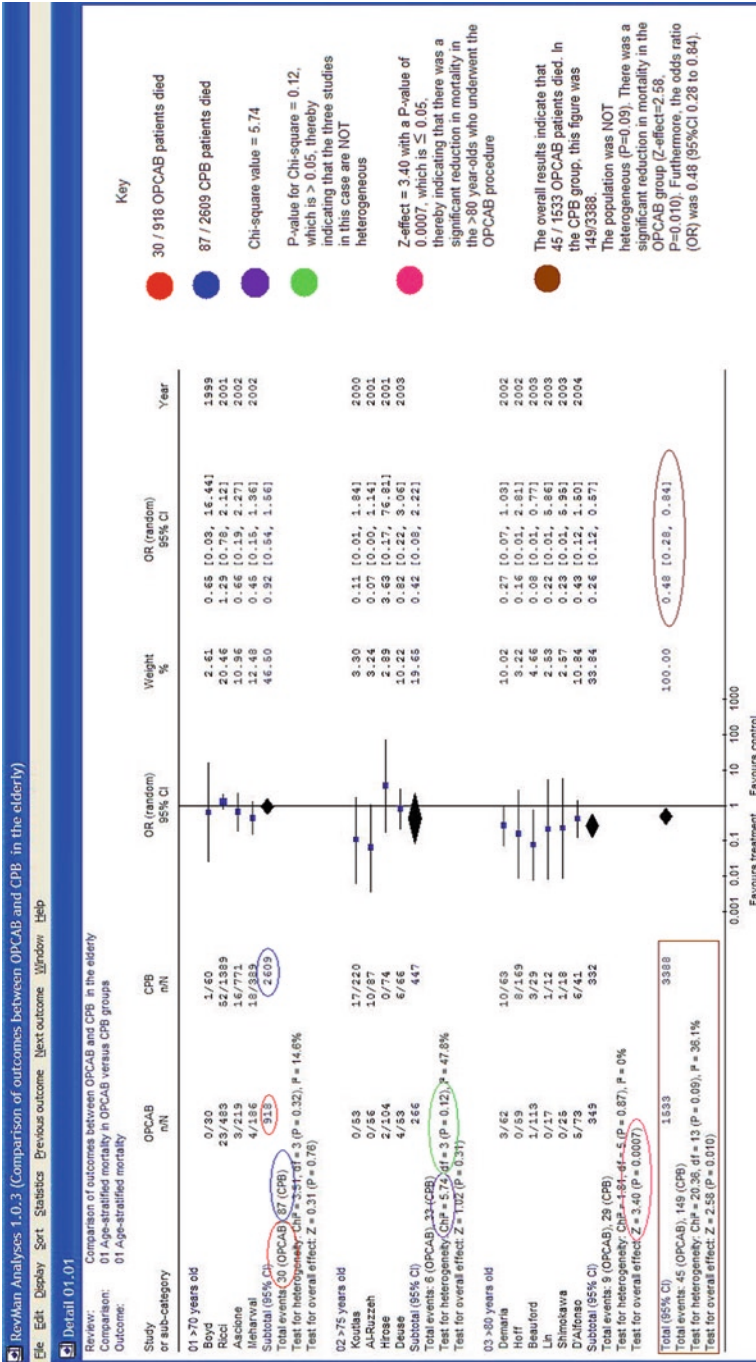 RevMan Analyses 1.0.3 (Comparison of outcomes between OPCAB and CPB in the elderly)
File Edit Display Sort Statistics Previous outcome Next outcome Window Help
Detail 01.01
Review: Comparison of outcomes between OPCAB and CPB in the elderly
Comparison: 01 Age-stratified mortality in OPCAB versus CPB groups
Outcome: 01 Age-stratified mortality
Study OPCAB CPB OR (random) Weight OR (random) Year
or sub-category n/N n/N 95% CI % 95% CI
01 >70 years old
Boyd 0/30 1/60 2.61 0.65 [0.03, 16.44] 1999
Ricci 23/483 52/1389 20.46 1.29 [0.78, 2.12] 2001
Ascione 3/219 16/771 10.96 0.66 [0.19, 2.27] 2002
Meharwal 4/186 18/389 12.48 0.45 [0.15, 1.36] 2002
Subtotal (95% CI) 918 2609 46.50 0.92 [0.54, 1.56]
Total events: 30 (OPCAB), 87 (CPB)
Test for heterogeneity: Chi² = 3.51, df = 3 (P = 0.32), I² = 14.6%
Test for overall effect: Z = 0.31 (P = 0.76)
02 >75 years old
Koutlas 0/53 17/220 3.30 0.11 [0.01, 1.84] 2000
Al-Ruzzeh 0/56 10/87 3.24 0.07 [0.00, 1.14] 2001
Hirose 2/104 0/74 2.89 3.63 [0.17, 76.81] 2001
Deuse 4/53 6/66 10.22 0.82 [0.22, 3.06] 2003
Subtotal (95% CI) 266 447 19.65 0.42 [0.08, 2.22]
Total events: 6 (OPCAB), 33 (CPB)
Test for heterogeneity: Chi² = 5.74, df = 3 (P = 0.12), I² = 47.8%
Test for overall effect: Z = 1.02 (P = 0.31)
03 >80 years old
Demaria 3/62 10/63 10.02 0.27 [0.07, 1.03] 2002
Hoff 0/59 8/169 3.22 0.16 [0.01, 2.81] 2002
Beauford 1/113 3/29 4.66 0.08 [0.01, 0.77] 2003
Lin 0/17 1/12 2.53 0.22 [0.01, 5.86] 2003
Shimokawa 0/25 1/18 2.57 0.23 [0.01, 5.95] 2003
D'Alfonso 5/73 6/41 10.84 0.43 [0.12, 1.50] 2004
Subtotal (95% CI) 349 332 33.84 0.26 [0.12, 0.57]
Total events: 9 (OPCAB), 29 (CPB)
Test for heterogeneity: Chi² = 1.81, df = 5 (P = 0.87), I² = 0%
Test for overall effect: Z = 3.40 (P = 0.0007)
Total (95% CI) 1533 3388 100.00 0.48 [0.28, 0.84]
Total events: 45 (OPCAB), 149 (CPB)
Test for heterogeneity: Chi² = 20.36, df = 13 (P = 0.09), I² = 36.1%
Test for overall effect: Z = 2.58 (P = 0.010)
0.001 0.01 0.1 1 10 100 1000
Favours treatment Favours control
Key
30 / 918 OPCAB patients died
87 / 2609 CPB patients died
Chi-square value = 5.74
P-value for Chi-square = 0.12,
which is > 0.05, thereby
indicating that the three studies
in this case are NOT
heterogeneous
Z-effect = 3.40 with a P-value of
0.0007, which is ≤ 0.05,
thereby indicating that there was a
significant reduction in mortality in
the >80 year-olds who underwent the
OPCAB procedure
The overall results indicate that
45 / 1533 OPCAB patients died. In
the CPB group, this figure was
149/3388.
The population was NOT
heterogeneous (P=0.09). There was a
significant reduction in mortality in the
OPCAB group (Z-effect=2.58,
P=0.010). Furthermore, the odds ratio
(OR) was 0.48 (95%CI 0.28 to 0.84).